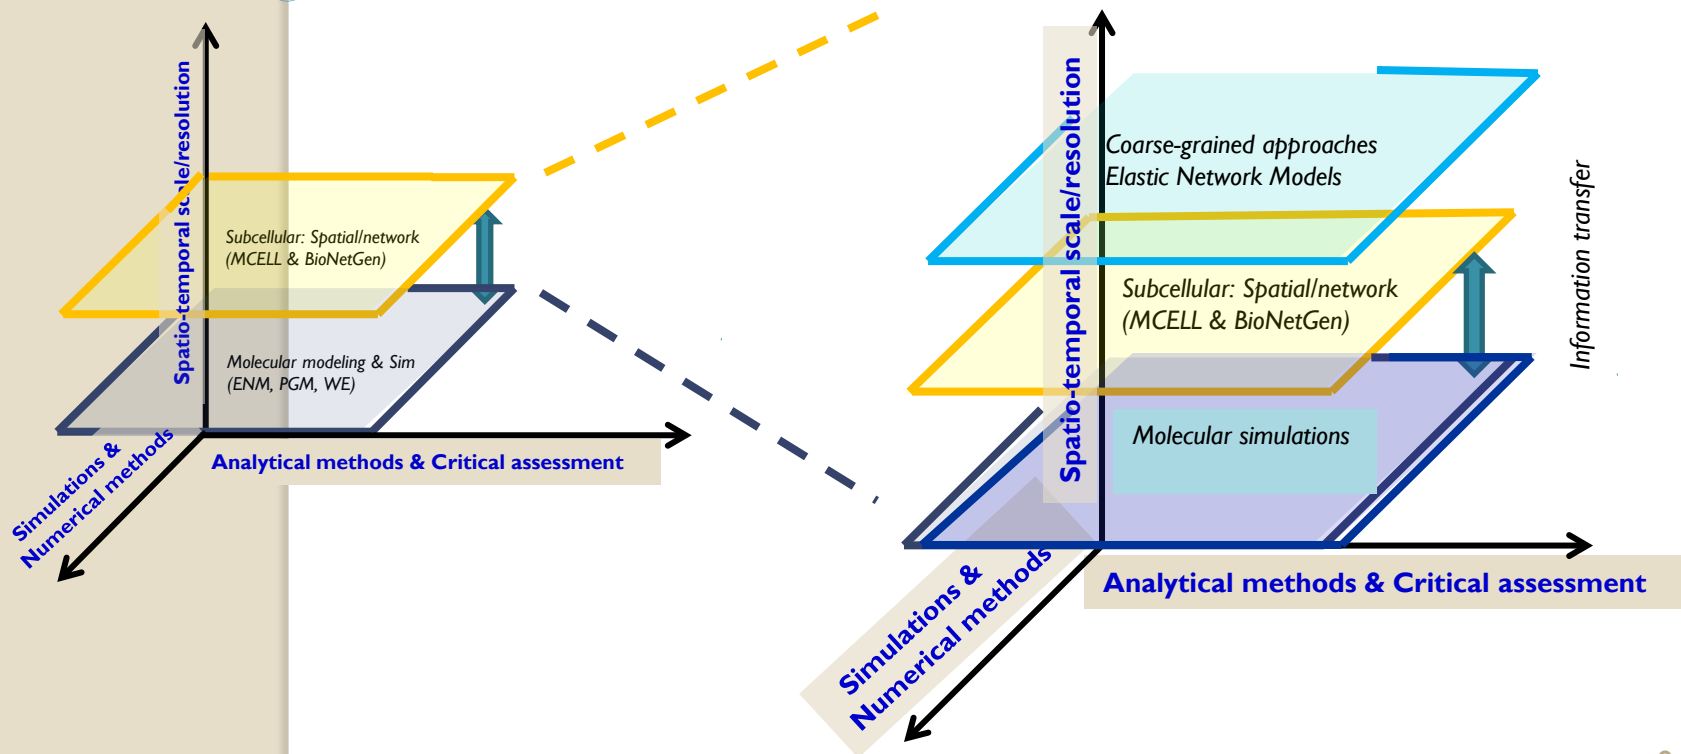 Spatio-temporal scale/resolution
Subcellular: Spatial/network
(MCELL & BioNetGen)
Molecular modeling & Sim
(ENM, PGM, WE)
Simulations &
Numerical methods
Analytical methods & Critical assessment
Spatio-temporal scale/resolution
Coarse-grained approaches
Elastic Network Models
Subcellular: Spatial/network
(MCELL & BioNetGen)
Molecular simulations
Information transfer
Simulations &
Numerical methods
Analytical methods & Critical assessment